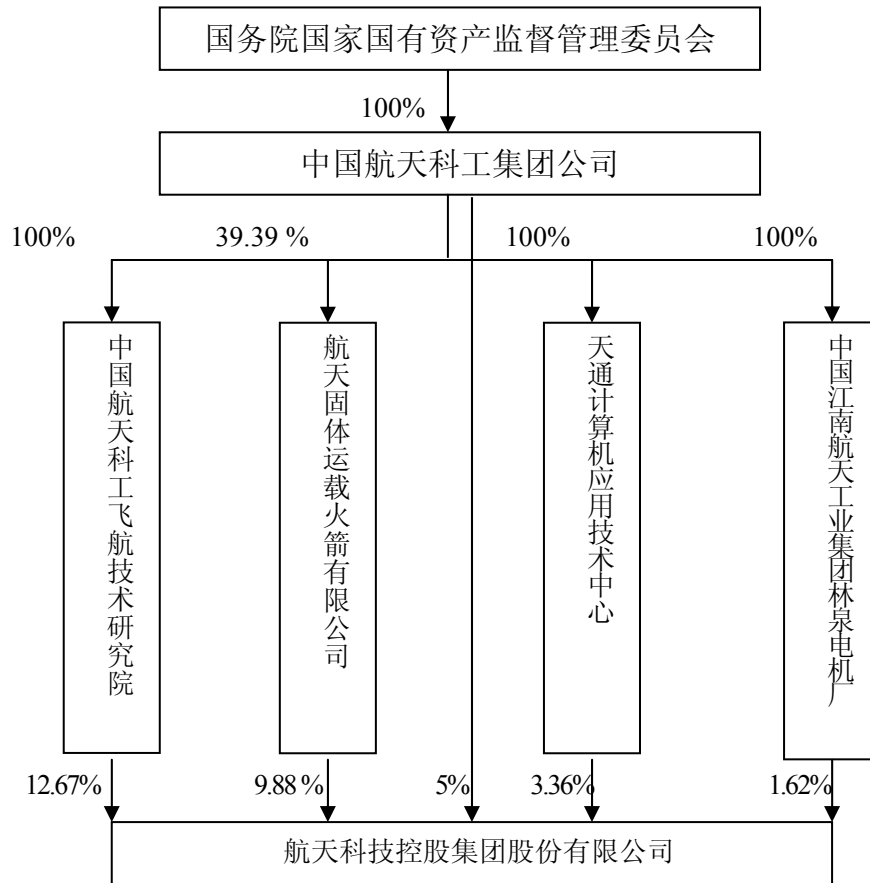 国务院国家国有资产监督管理委员会
100%
中国航天科工集团公司
100%
39.39 %
100%
100%
中国航天科工飞航技术研究院
航天固体运载火箭有限公司
天通计算机应用技术中心
中国江南航天工业集团林泉电机厂
12.67%
9.88 %
5%
3.36%
1.62%
航天科技控股集团股份有限公司